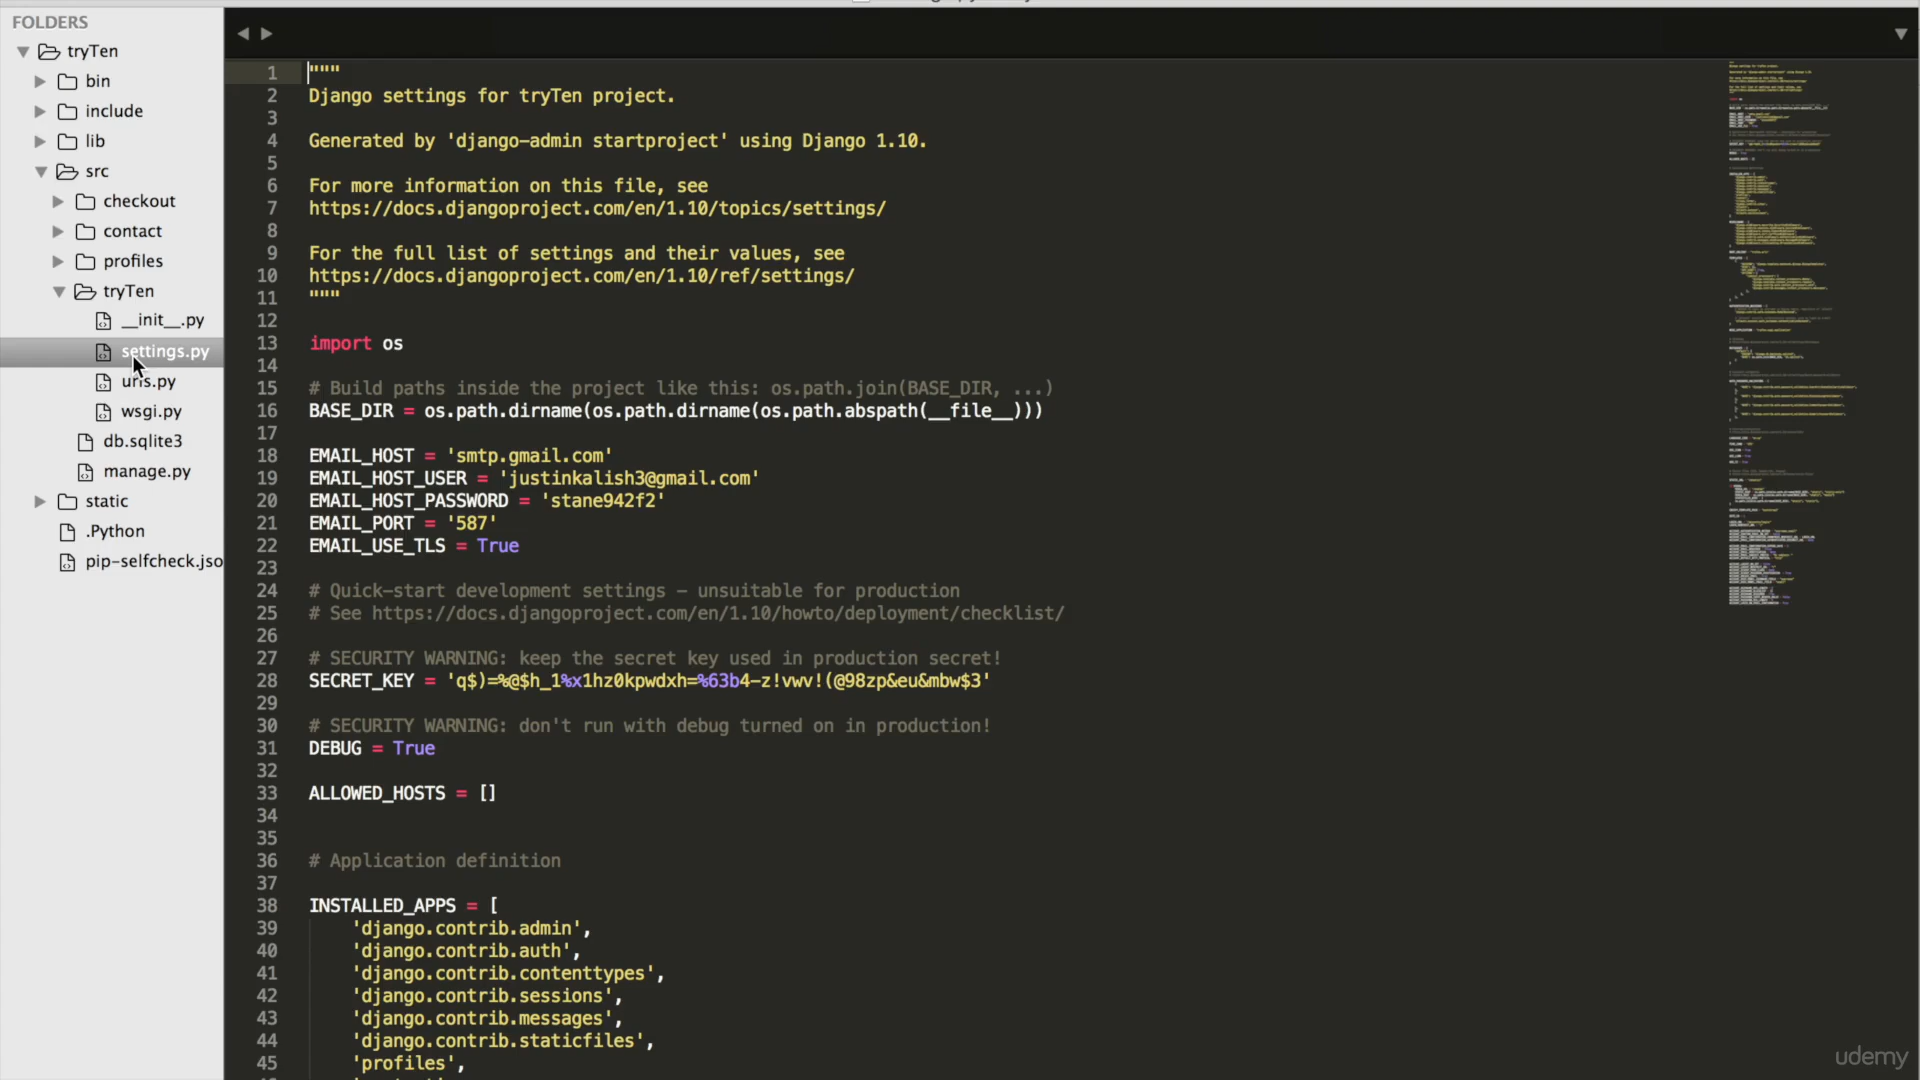 FOLDERS
tryTen
bin
include
lib
src
checkout
contact
profiles
tryTen
__init__.py
settings.py
urls.py
wsgi.py
db.sqlite3
manage.py
static
.Python
pip-selfcheck.jso
1 """
2 Django settings for tryTen project.
3
4 Generated by 'django-admin startproject' using Django 1.10.
5
6 For more information on this file, see
7 https://docs.djangoproject.com/en/1.10/topics/settings/
8
9 For the full list of settings and their values, see
10 https://docs.djangoproject.com/en/1.10/ref/settings/
11 """
12
13 import os
14
15 # Build paths inside the project like this: os.path.join(BASE_DIR, ...)
16 BASE_DIR = os.path.dirname(os.path.dirname(os.path.abspath(__file__)))
17
18 EMAIL_HOST = 'smtp.gmail.com'
19 EMAIL_HOST_USER = 'justinkalish3@gmail.com'
20 EMAIL_HOST_PASSWORD = 'stane942f2'
21 EMAIL_PORT = '587'
22 EMAIL_USE_TLS = True
23
24 # Quick-start development settings - unsuitable for production
25 # See https://docs.djangoproject.com/en/1.10/howto/deployment/checklist/
26
27 # SECURITY WARNING: keep the secret key used in production secret!
28 SECRET_KEY = 'q$)=%@$h_1%x1hz0kpwdxh=%63b4-z!vwv!(@98zp&eu&mbw$3'
29
30 # SECURITY WARNING: don't run with debug turned on in production!
31 DEBUG = True
32
33 ALLOWED_HOSTS = []
34
35
36 # Application definition
37
38 INSTALLED_APPS = [
39 'django.contrib.admin',
40 'django.contrib.auth',
41 'django.contrib.contenttypes',
42 'django.contrib.sessions',
43 'django.contrib.messages',
44 'django.contrib.staticfiles',
45 'profiles',
udemy